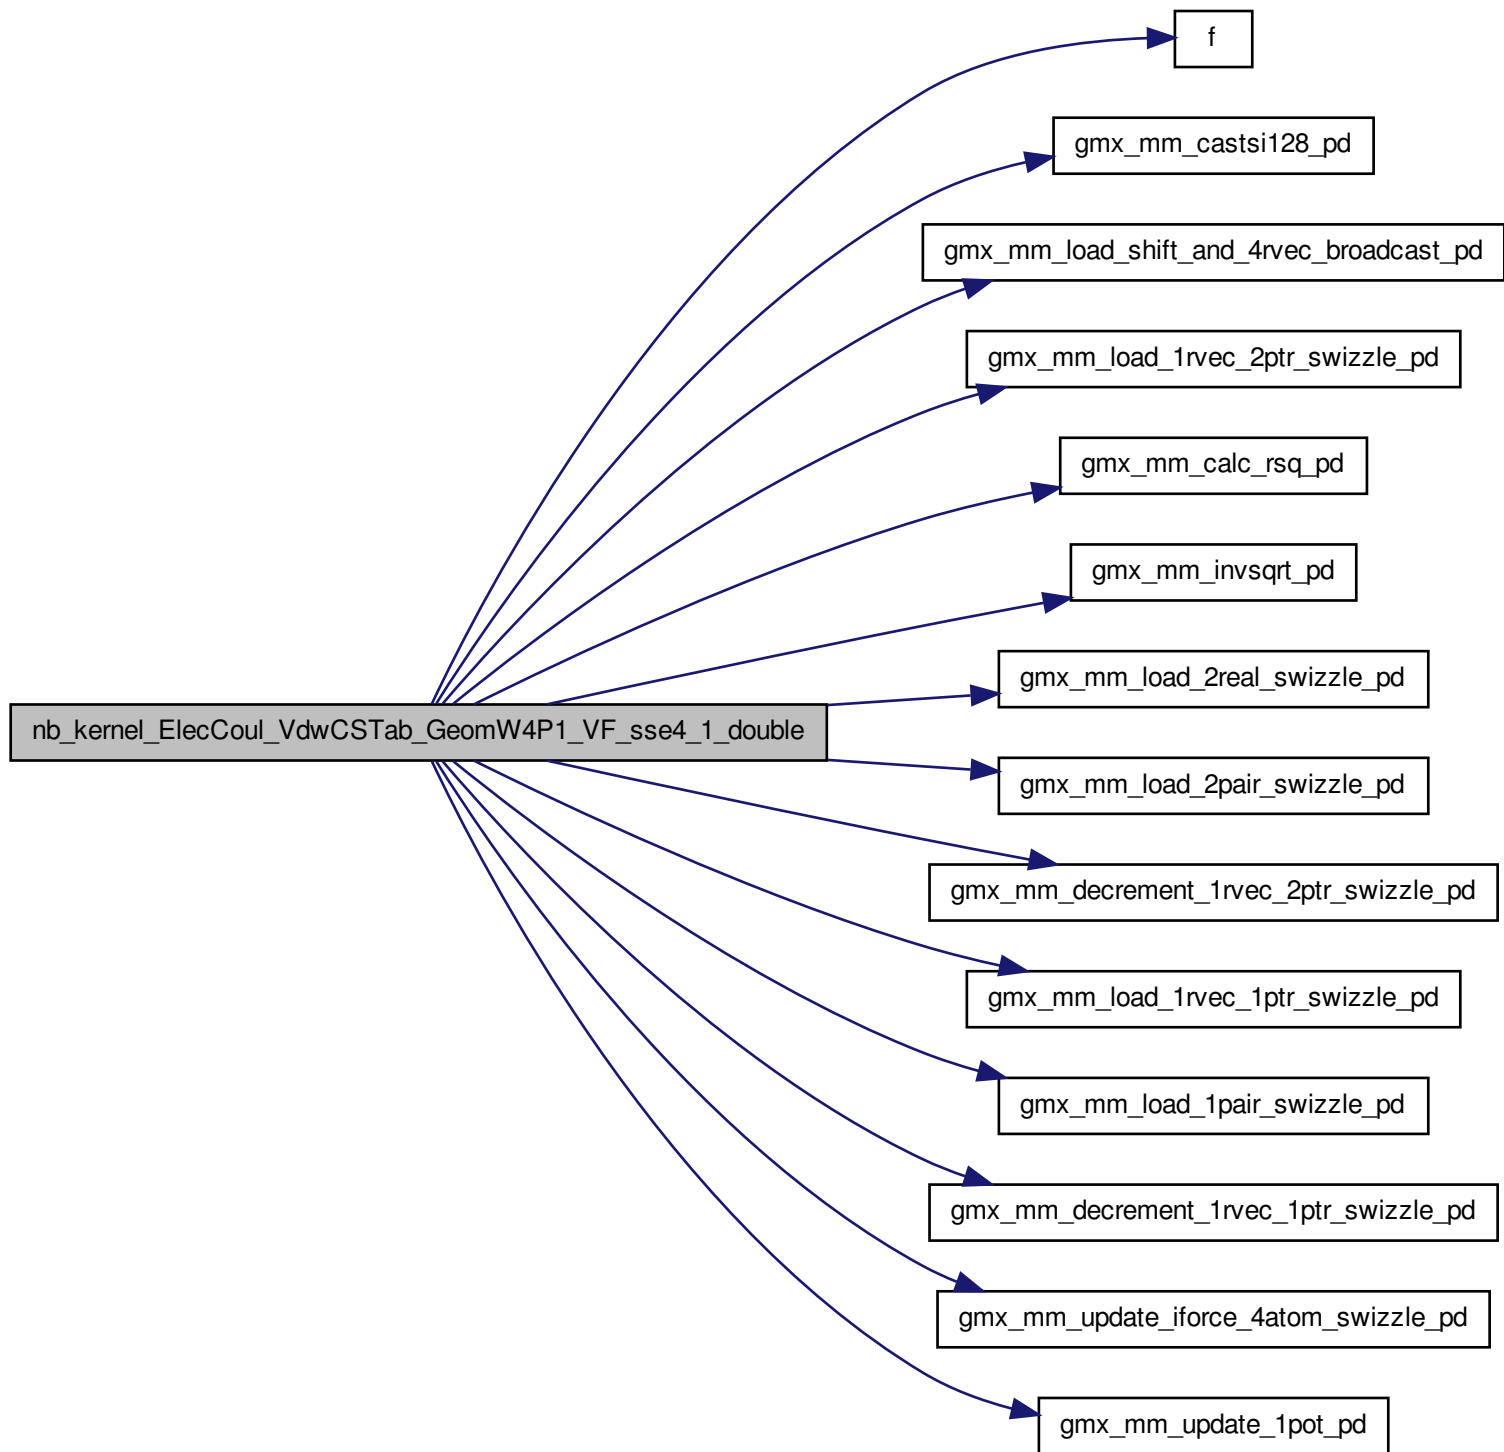 f
gmx_mm_castsi128_pd
gmx_mm_load_shift_and_4rvec_broadcast_pd
gmx_mm_load_1rvec_2ptr_swizzle_pd
gmx_mm_calc_rsq_pd
gmx_mm_invsqrt_pd
gmx_mm_load_2real_swizzle_pd
nb_kernel_ElecCoul_VdwCSTab_GeomW4P1_VF_sse4_1_double
gmx_mm_load_2pair_swizzle_pd
gmx_mm_decrement_1rvec_2ptr_swizzle_pd
gmx_mm_load_1rvec_1ptr_swizzle_pd
gmx_mm_load_1pair_swizzle_pd
gmx_mm_decrement_1rvec_1ptr_swizzle_pd
gmx_mm_update_iforce_4atom_swizzle_pd
gmx_mm_update_1pot_pd